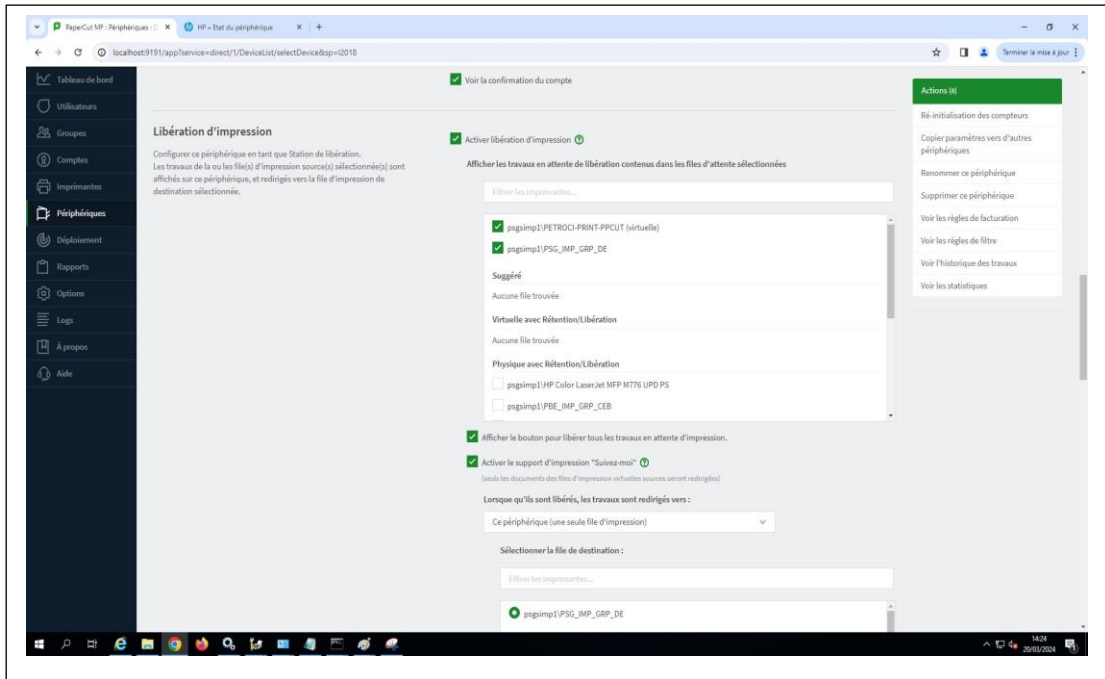 PaperCut MF : Périphériques : D
HP - Etat du périphérique
localhost:9191/app?service=direct/1/DeviceList/selectDevice&sp=l2018
Terminer la mise à jour
Tableau de bord
Utilisateurs
Groupes
Comptes
Imprimantes
Périphériques
Déploiement
Rapports
Options
Logs
À propos
Aide
Voir la confirmation du compte
Libération d'impression
Configurer ce périphérique en tant que Station de libération.
Les travaux de la ou les file(s) d'impression source(s) sélectionnée(s) sont
affichés sur ce périphérique, et redirigés vers la file d'impression de
destination sélectionnée.
Activer libération d'impression
Afficher les travaux en attente de libération contenus dans les files d'attente sélectionnées
Filtrer les imprimantes...
psgsimp1\PETROCI-PRINT-PPCUT (virtuelle)
psgsimp1\PSG_IMP_GRP_DE
Suggéré
Aucune file trouvée
Virtuelle avec Rétention/Libération
Aucune file trouvée
Physique avec Rétention/Libération
psgsimp1\HP Color LaserJet MFP M776 UPD PS
psgsimp1\PBE_IMP_GRP_CEB
Afficher le bouton pour libérer tous les travaux en attente d'impression.
Activer le support d'impression "Suivez-moi"
(seuls les documents des files d'impression virtuelles sources seront redirigées)
Lorsque qu'ils sont libérés, les travaux sont redirigés vers :
Ce périphérique (une seule file d'impression)
Sélectionner la file de destination :
Filtrer les imprimantes...
psgsimp1\PSG_IMP_GRP_DE
Actions (8)
Ré-initialisation des compteurs
Copier paramètres vers d'autres
périphériques
Renommer ce périphérique
Supprimer ce périphérique
Voir les règles de facturation
Voir les règles de filtre
Voir l'historique des travaux
Voir les statistiques
14:24
20/03/2024